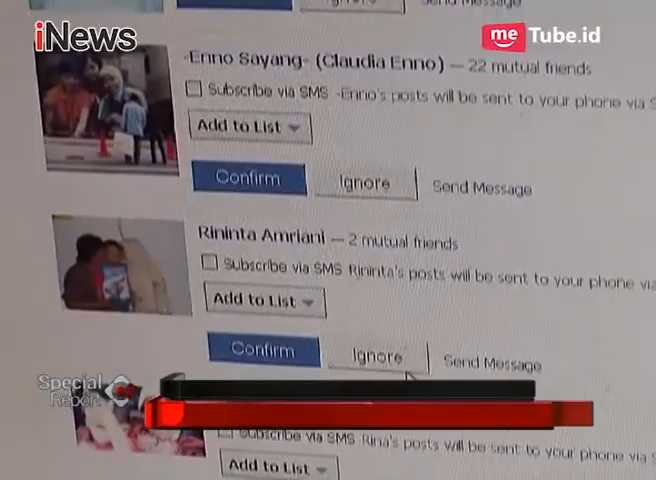 iNews
me Tube.id
Ignore
Send Message
-Enno Sayang- (Claudia Enno) — 22 mutual friends
Subscribe via SMS -Enno's posts will be sent to your phone via S
Add to List
Confirm Ignore Send Message
Rininta Amriani — 2 mutual friends
Subscribe via SMS Rininta's posts will be sent to your phone via
Add to List
Confirm Ignore Send Message
Special
Report
Subscribe via SMS Rina's posts will be sent to your phone via S
Add to List